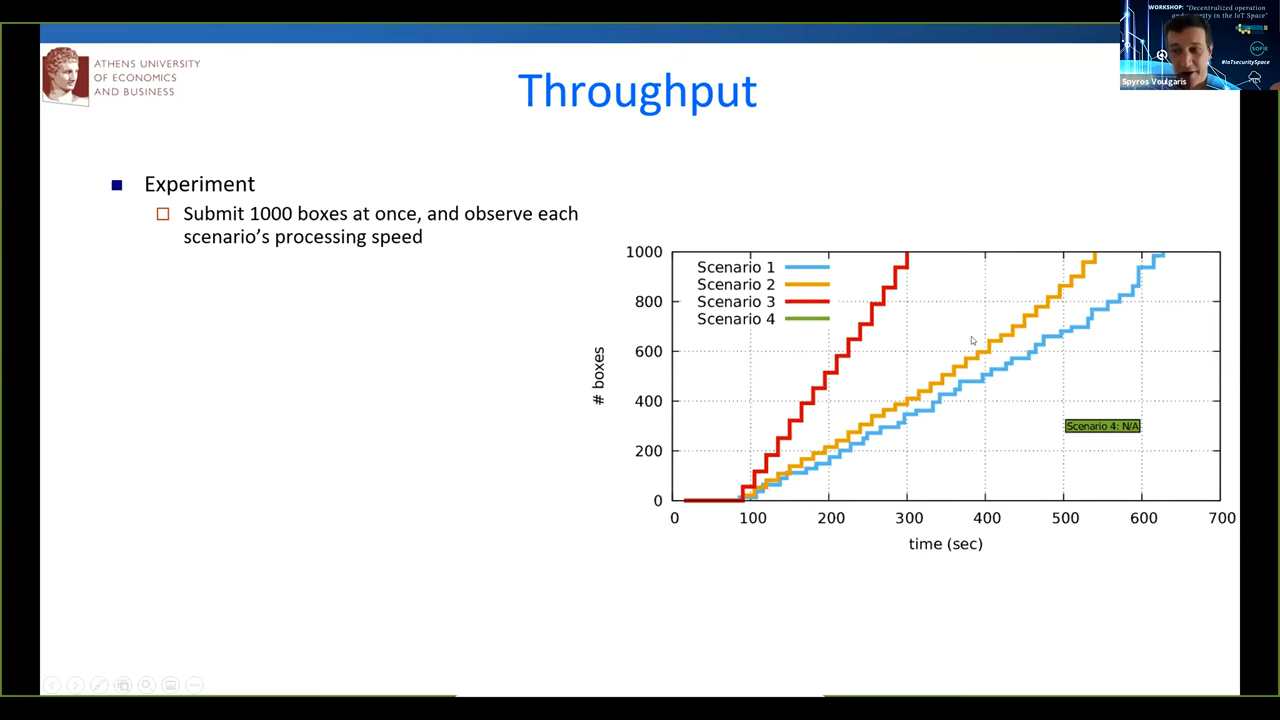 WORKSHOP: "Decentralized operation
and security in the IoT Space"
SOFIE
#IoTsecuritySpace
Spyros Voulgaris
ATHENS UNIVERSITY
OF ECONOMICS
AND BUSINESS
Throughput
Experiment
Submit 1000 boxes at once, and observe each
scenario's processing speed
Scenario 1
Scenario 2
Scenario 3
Scenario 4
1000
800
600
400
200
0
# boxes
Scenario 4: N/A
0 100 200 300 400 500 600 700
time (sec)